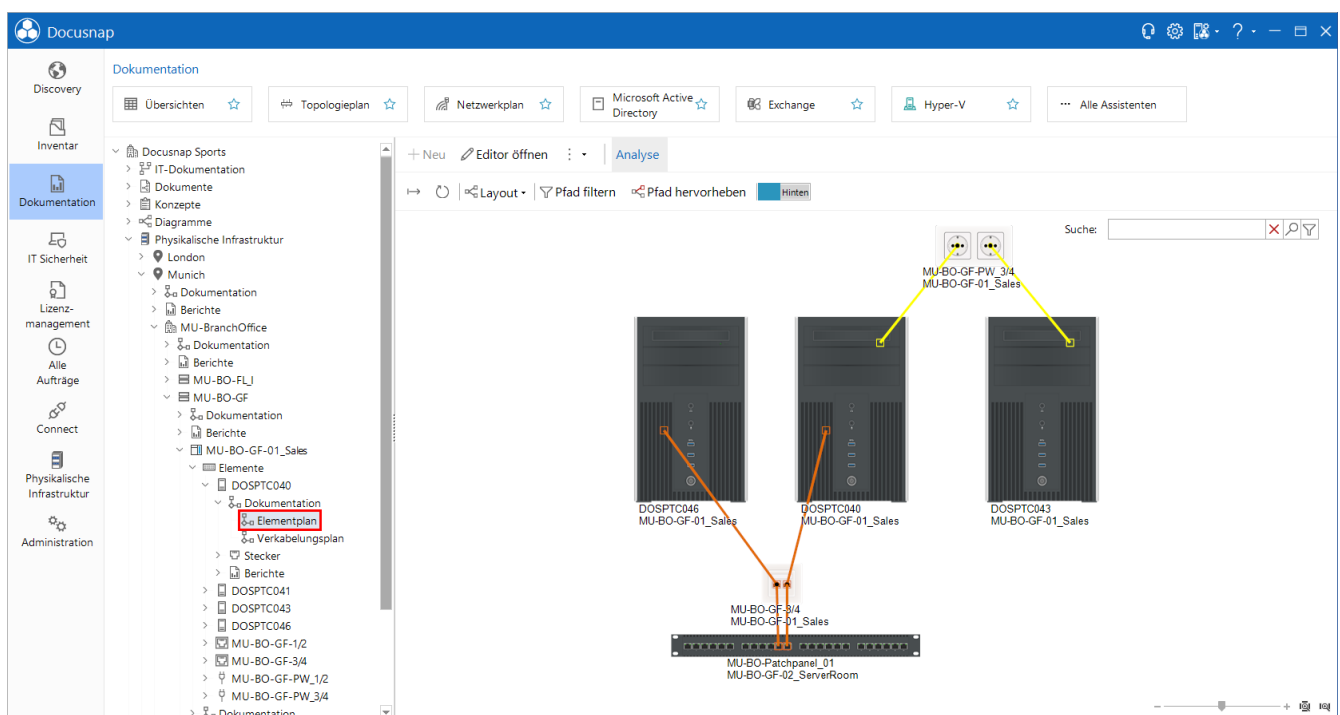 Docusnap
Discovery
Inventar
Dokumentation
IT Sicherheit
Lizenz-
management
Alle
Aufträge
Connect
Physikalische
Infrastruktur
Administration
Dokumentation
Übersichten
Topologieplan
Netzwerkplan
Microsoft Active
Directory
Exchange
Hyper-V
Alle Assistenten
Docusnap Sports
IT-Dokumentation
Dokumente
Konzepte
Diagramme
Physikalische Infrastruktur
London
Munich
Dokumentation
Berichte
MU-BranchOffice
Dokumentation
Berichte
MU-BO-FL_I
MU-BO-GF
Dokumentation
Berichte
MU-BO-GF-01_Sales
Elemente
DOSPTC040
Dokumentation
Elementplan
Verkabelungsplan
Stecker
Berichte
DOSPTC041
DOSPTC043
DOSPTC046
MU-BO-GF-1/2
MU-BO-GF-3/4
MU-BO-GF-PW_1/2
MU-BO-GF-PW_3/4
Dokumentation
Neu Editor öffnen Analyse
Layout Pfad filtern Pfad hervorheben Hinten
Suche:
MU-BO-GF-PW_3/4
MU-BO-GF-01_Sales
DOSPTC046
MU-BO-GF-01_Sales
DOSPTC040
MU-BO-GF-01_Sales
DOSPTC043
MU-BO-GF-01_Sales
MU-BO-GF-3/4
MU-BO-GF-01_Sales
MU-BO-Patchpanel_01
MU-BO-GF-02_ServerRoom